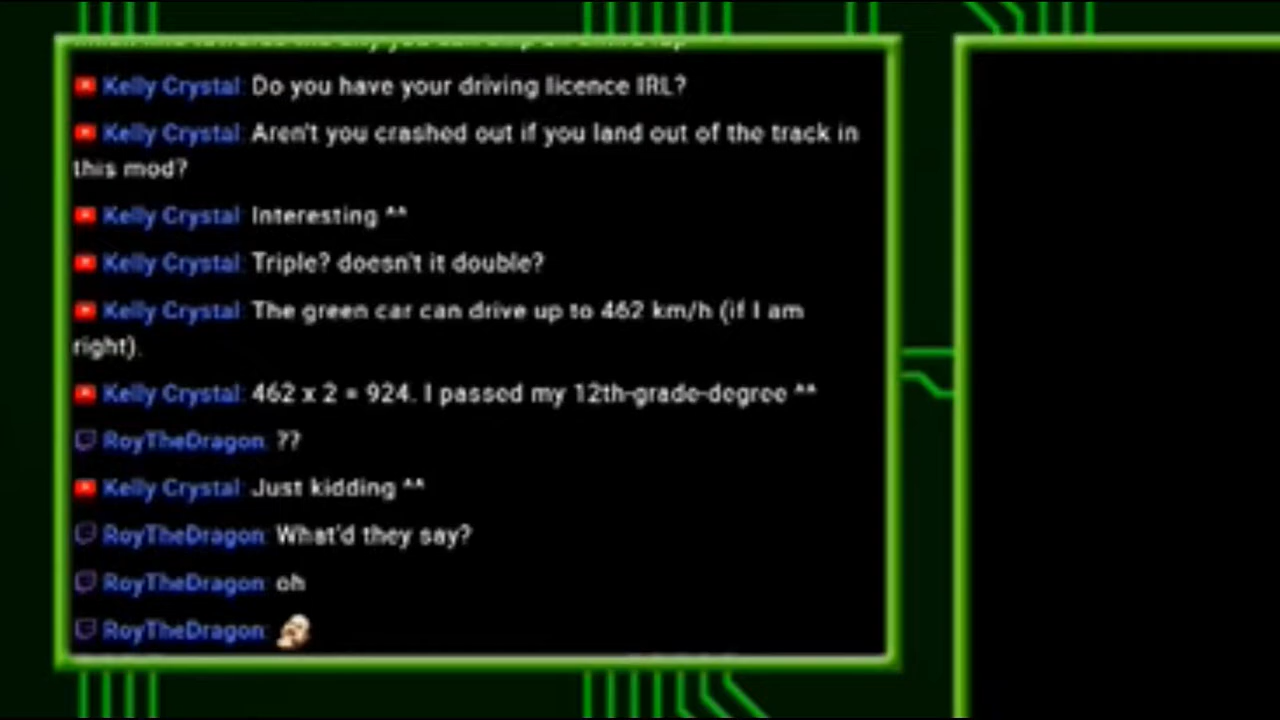 Kelly Crystal: Do you have your driving licence IRL?
Kelly Crystal: Aren't you crashed out if you land out of the track in
this mod?
Kelly Crystal: Interesting ^^
Kelly Crystal: Triple? doesn't it double?
Kelly Crystal: The green car can drive up to 462 km/h (if I am
right).
Kelly Crystal: 462 x 2 = 924. I passed my 12th-grade-degree ^^
RoyTheDragon: ??
Kelly Crystal: Just kidding ^^
RoyTheDragon: What'd they say?
RoyTheDragon: oh
RoyTheDragon: